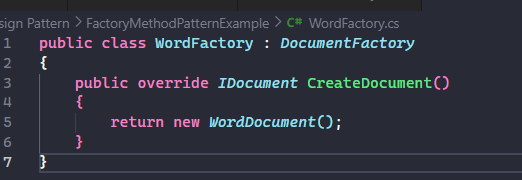 sign Pattern > FactoryMethodPatternExample > C# WordFactory.cs
1 public class WordFactory : DocumentFactory
2 {
3 public override IDocument CreateDocument()
4 {
5 return new WordDocument();
6 }
7 }